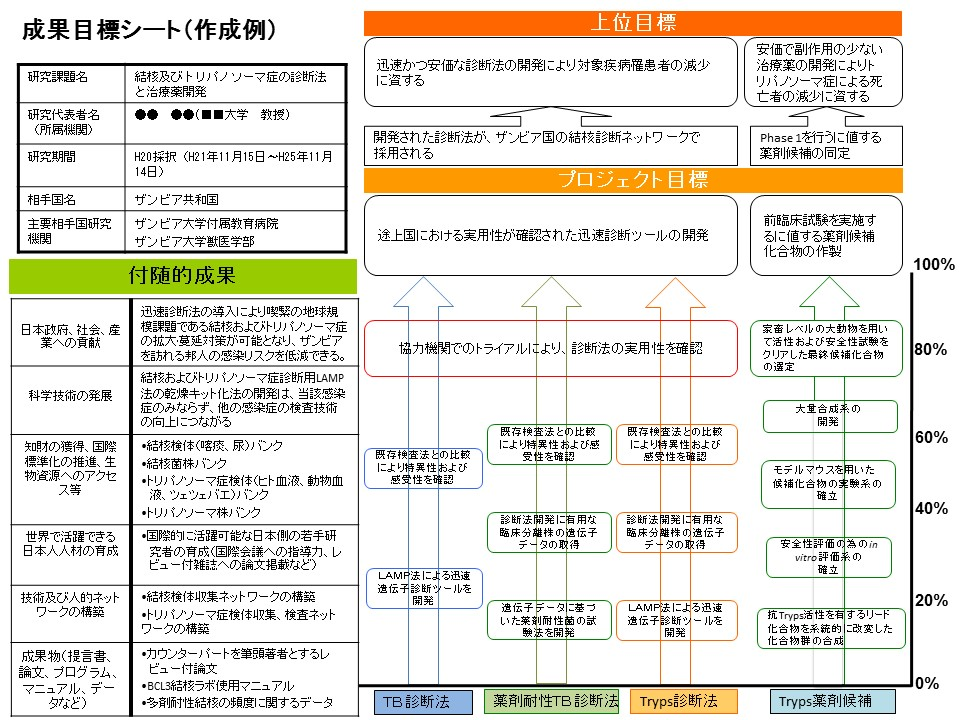 成果目標シート(作成例)
研究課題名
結核及びトリパノソーマ症の診断法
と治療薬開発
研究代表者名
(所属機関)
●● ●●(■■大学 教授)
研究期間
H20採択(H21年11月15日~H25年11月
14日)
相手国名
ザンビア共和国
主要相手国研究
機関
ザンビア大学付属教育病院
ザンビア大学獣医学部
付随的成果
日本政府、社会、産
業への貢献
迅速診断法の導入により喫緊の地球規
模課題である結核およびトリパノソーマ症
の拡大・蔓延対策が可能となり、ザンビア
を訪れる邦人の感染リスクを低減できる。
科学技術の発展
結核およびトリパノソーマ症診断用LAMP
法の乾燥キット化法の開発は、当該感染
症のみならず、他の感染症の検査技術
の向上につながる
知財の獲得、国際
標準化の推進、生
物資源へのアクセ
ス等
•結核検体(喀痰、尿)バンク
•結核菌株バンク
•トリパノソーマ症検体(ヒト血液、動物血
液、ツェツェバエ)バンク
•トリパノソーマ株バンク
世界で活躍できる
日本人人材の育成
•国際的に活躍可能な日本側の若手研
究者の育成(国際会議への指導力、レ
ビュー付雑誌への論文掲載など)
技術及び人的ネット
ワークの構築
•結核検体収集ネットワークの構築
•トリパノソーマ症検体収集、検査ネット
ワークの構築
成果物(提言書、
論文、プログラム、
マニュアル、デー
タなど)
•カウンターパートを筆頭著者とするレ
ビュー付論文
•BCL3結核ラボ使用マニュアル
•多剤耐性結核の頻度に関するデータ
上位目標
迅速かつ安価な診断法の開発により対象疾病罹患者の減少
に資する
安価で副作用の少ない
治療薬の開発によりト
リパノソーマ症による死
亡者の減少に資する
開発された診断法が、ザンビア国の結核診断ネットワークで
採用される
Phase 1を行うに値する
薬剤候補の同定
プロジェクト目標
途上国における実用性が確認された迅速診断ツールの開発
前臨床試験を実施す
るに値する薬剤候補
化合物の作製
100%
協力機関でのトライアルにより、診断法の実用性を確認
家畜レベルの大動物を用い
て活性および安全性試験を
クリアした最終候補化合物
の選定
80%
大量合成系の
開発
60%
既存検査法との比較
により特異性および
感受性を確認
既存検査法との比較
により特異性および感
受性を確認
既存検査法との比較
により特異性および
感受性を確認
モデルマウスを用いた
候補化合物の実験系の
確立
40%
診断法開発に有用な
臨床分離株の遺伝子
データの取得
診断法開発に有用な
臨床分離株の遺伝子
データの取得
安全性評価の為のin
vitro評価系の
確立
20%
LAMP法による迅速
遺伝子診断ツールを
開発
遺伝子データに基づ
いた薬剤耐性菌の試
験法を開発
LAMP法による迅速
遺伝子診断ツールを
開発
抗Tryps活性を有するリード
化合物を系統的に改変した
化合物群の合成
0%
TB診断法
薬剤耐性TB診断法
Tryps診断法
Tryps薬剤候補